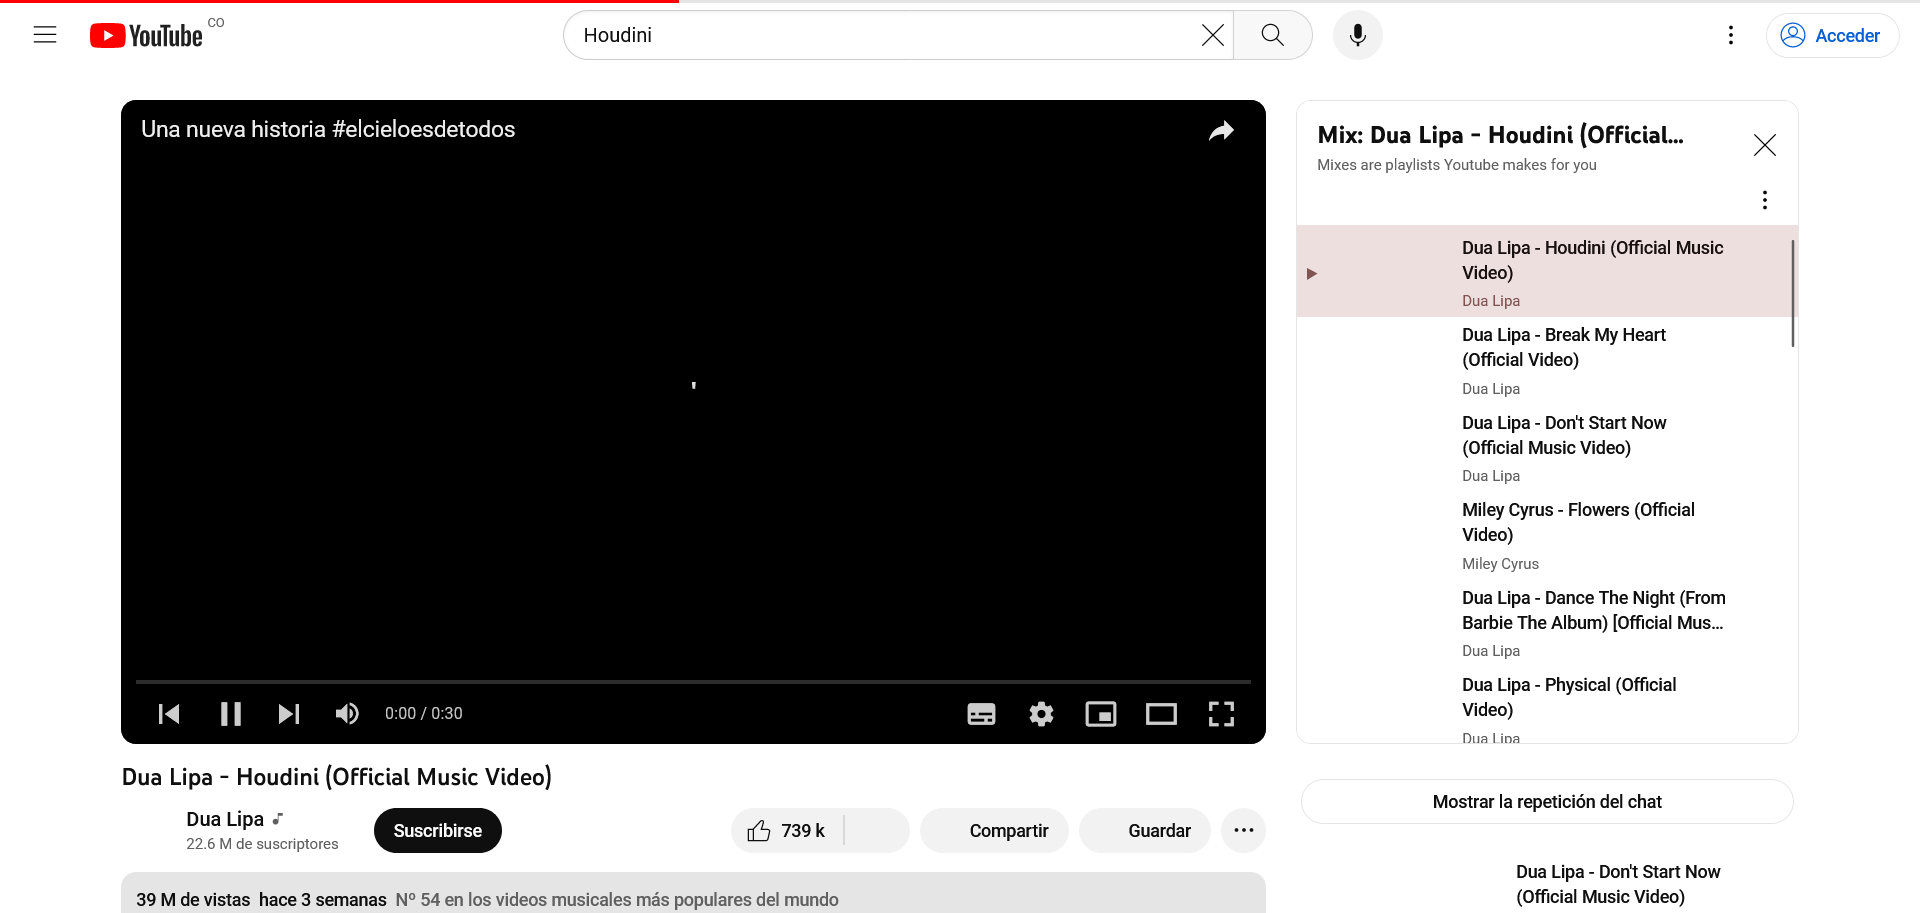 YouTube CO
Houdini
Acceder
Una nueva historia #elcieloesdetodos
0:00 / 0:30
Dua Lipa - Houdini (Official Music Video)
Dua Lipa
22.6 M de suscriptores
Suscribirse
739 k
Compartir
Guardar
39 M de vistas hace 3 semanas Nº 54 en los videos musicales más populares del mundo
Mix: Dua Lipa - Houdini (Official...
Mixes are playlists Youtube makes for you
Dua Lipa - Houdini (Official Music
Video)
Dua Lipa
Dua Lipa - Break My Heart
(Official Video)
Dua Lipa
Dua Lipa - Don't Start Now
(Official Music Video)
Dua Lipa
Miley Cyrus - Flowers (Official
Video)
Miley Cyrus
Dua Lipa - Dance The Night (From
Barbie The Album) [Official Mus...
Dua Lipa
Dua Lipa - Physical (Official
Video)
Dua Lipa
Mostrar la repetición del chat
Dua Lipa - Don't Start Now
(Official Music Video)